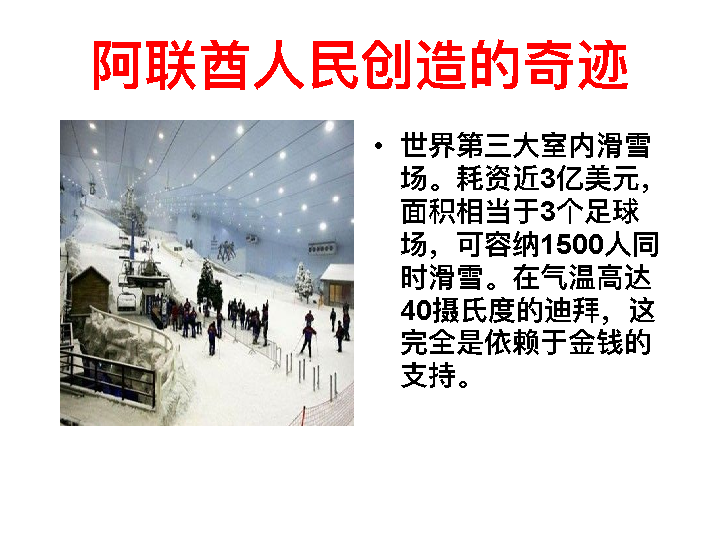 阿联酋人民创造的奇迹
• 世界第三大室内滑雪
场。耗资近3亿美元，
面积相当于3个足球
场，可容纳1500人同
时滑雪。在气温高达
40摄氏度的迪拜，这
完全是依赖于金钱的
支持。